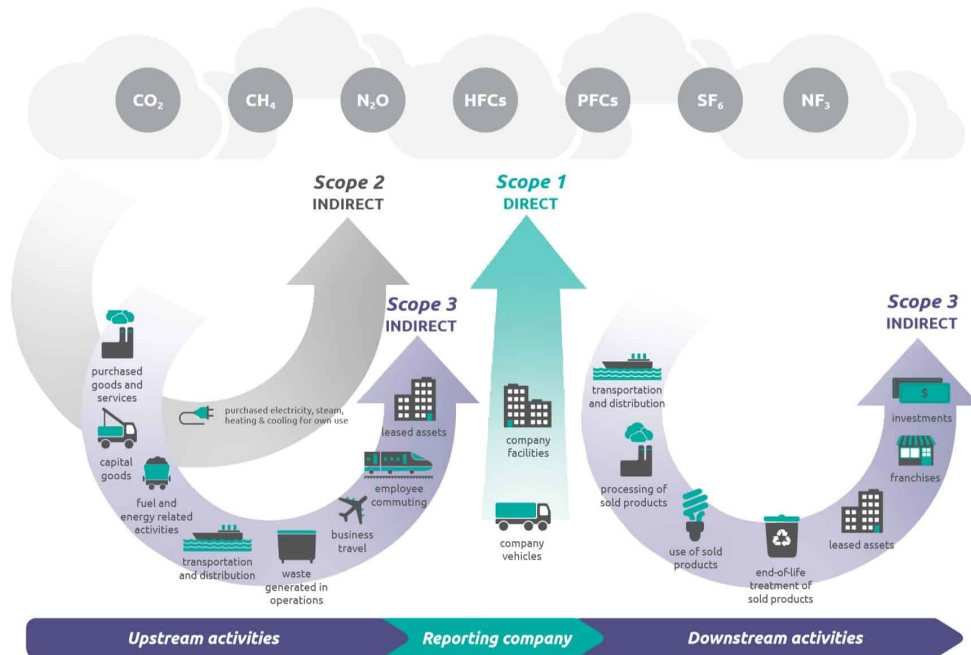 CO₂
CH₄
N₂O
HFCs
PFCs
SF₆
NF₃
Scope 2
INDIRECT
Scope 1
DIRECT
Scope 3
INDIRECT
Scope 3
INDIRECT
purchased
goods and
services
capital
goods
fuel and
energy related
activities
transportation
and distribution
waste
generated in
operations
business
travel
employee
commuting
leased assets
purchased electricity, steam,
heating & cooling for own use
company
facilities
company
vehicles
transportation
and distribution
processing of
sold products
use of sold
products
end-of-life
treatment of
sold products
leased assets
franchises
$
investments
Upstream activities
Reporting company
Downstream activities